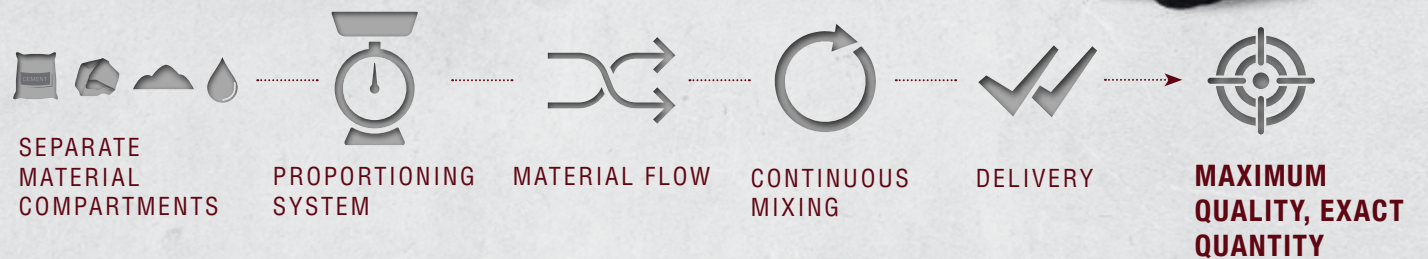 CEMENT
SEPARATE
MATERIAL
COMPARTMENTS
PROPORTIONING
SYSTEM
MATERIAL FLOW
CONTINUOUS
MIXING
DELIVERY
MAXIMUM
QUALITY, EXACT
QUANTITY